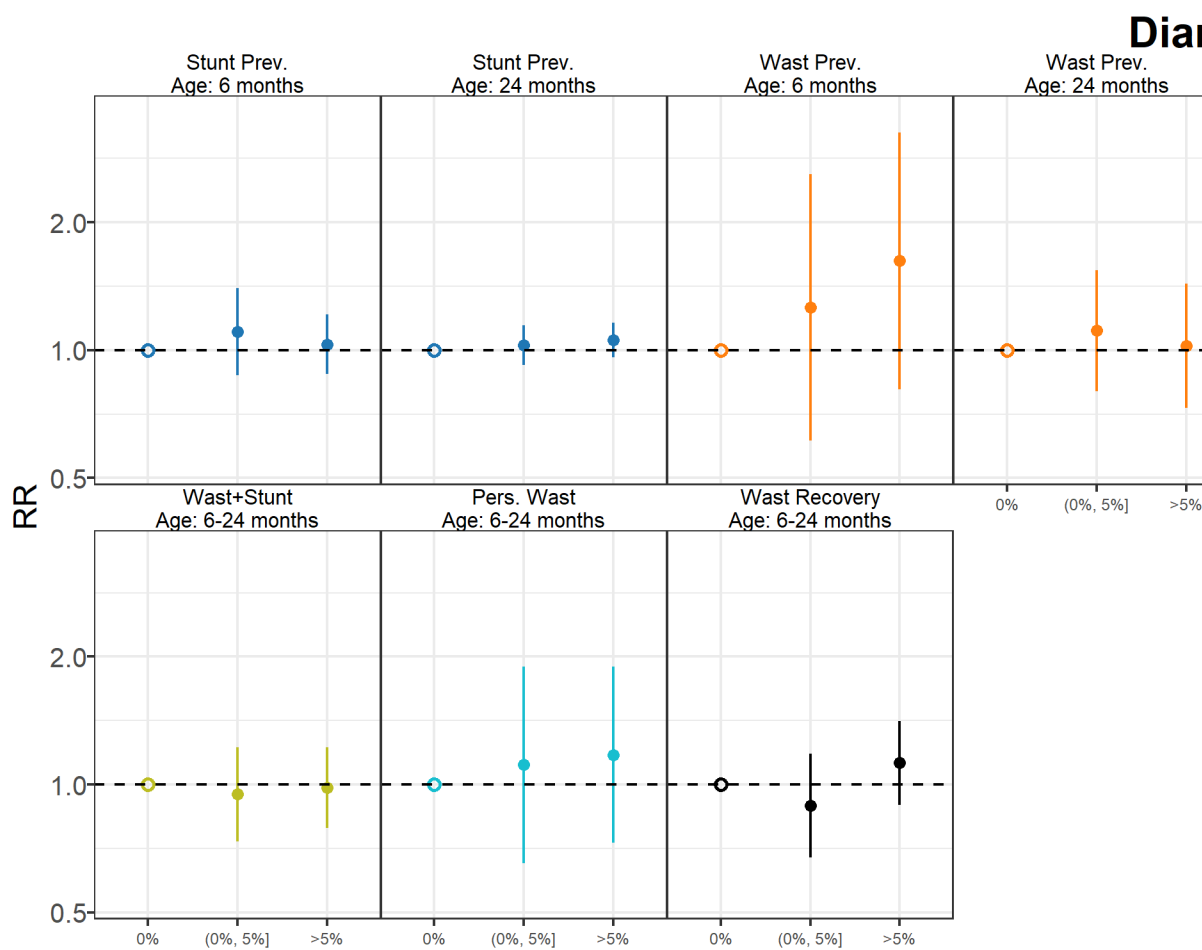 Diar
Stunt Prev.
Age: 6 months
Stunt Prev.
Age: 24 months
Wast Prev.
Age: 6 months
Wast Prev.
Age: 24 months
2.0
1.0
0.5
0%
(0%, 5%]
>5%
RR
Wast+Stunt
Age: 6-24 months
Pers. Wast
Age: 6-24 months
Wast Recovery
Age: 6-24 months
2.0
1.0
0.5
0%
(0%, 5%]
>5%
0%
(0%, 5%]
>5%
0%
(0%, 5%]
>5%